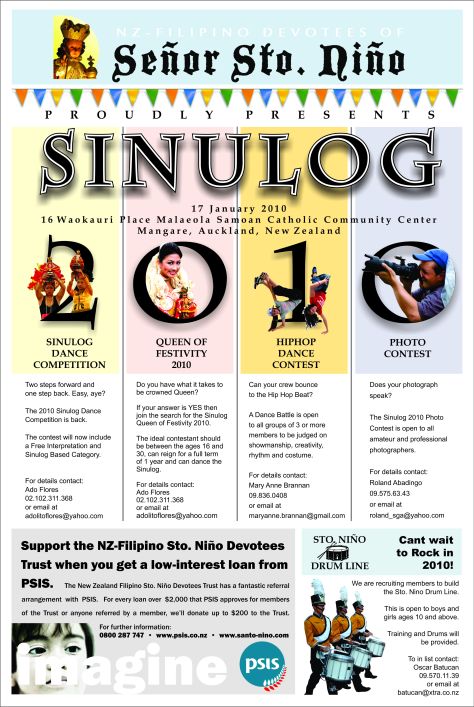 NZ-FILIPINO DEVOTEES OF
Señor Sto. Niño
PROUDLY PRESENTS
SINULOG
17 January 2010
16 Waokauri Place Malaeola Samoan Catholic Community Center
Mangare, Auckland, New Zealand
2010
SINULOG
DANCE
COMPETITION
Two steps forward and
one step back. Easy, aye?
The 2010 Sinulog Dance
Competition is back.
The contest will now include
a Free Interpretation and
Sinulog Based Category.
For details contact:
Ado Flores
02.102.311.368
or email at
adolitoflores@yahoo.com
QUEEN OF
FESTIVITY
2010
Do you have what it takes to
be crowned Queen?
If your answer is YES then
join the search for the Sinulog
Queen of Festivity 2010.
The ideal contestant should
be between the ages 16 and
30, can reign for a full term
of 1 year and can dance the
Sinulog.
For details contact:
Ado Flores
02.102.311.368
or email at
adolitoflores@yahoo.com
HIPHOP
DANCE
CONTEST
Can your crew bounce
to the Hip Hop Beat?
A Dance Battle is open
to all groups of 3 or more
members to be judged on
showmanship, creativity,
rhythm and costume.
For details contact:
Mary Anne Brannan
09.836.0408
or email at
maryanne.brannan@gmail.com
PHOTO
CONTEST
Does your photograph
speak?
The Sinulog 2010 Photo
Contest is open to all
amateur and professional
photographers.
For details contact:
Roland Abadingo
09.575.63.43
or email at
roland_sga@yahoo.com
Support the NZ-Filipino Sto. Niño Devotees
Trust when you get a low-interest loan from
PSIS. The New Zealand Filipino Sto. Niño Devotees Trust has a fantastic referral
arrangement with PSIS. For every loan over $2,000 that PSIS approves for members
of the Trust or anyone referred by a member, we'll donate up to $200 to the Trust.
For further information:
0800 287 747 • www.psis.co.nz • www.santo-nino.com
imagine
PSIS
STO. NIÑO
DRUM LINE
Cant wait
to Rock in
2010!
We are recruiting members to build
the Sto. Nino Drum Line.
This is open to boys and
girls ages 10 and above.
Training and Drums will
be provided.
To in list contact:
Oscar Batucan
09.570.11.39
or email at
batucan@xtra.co.nz